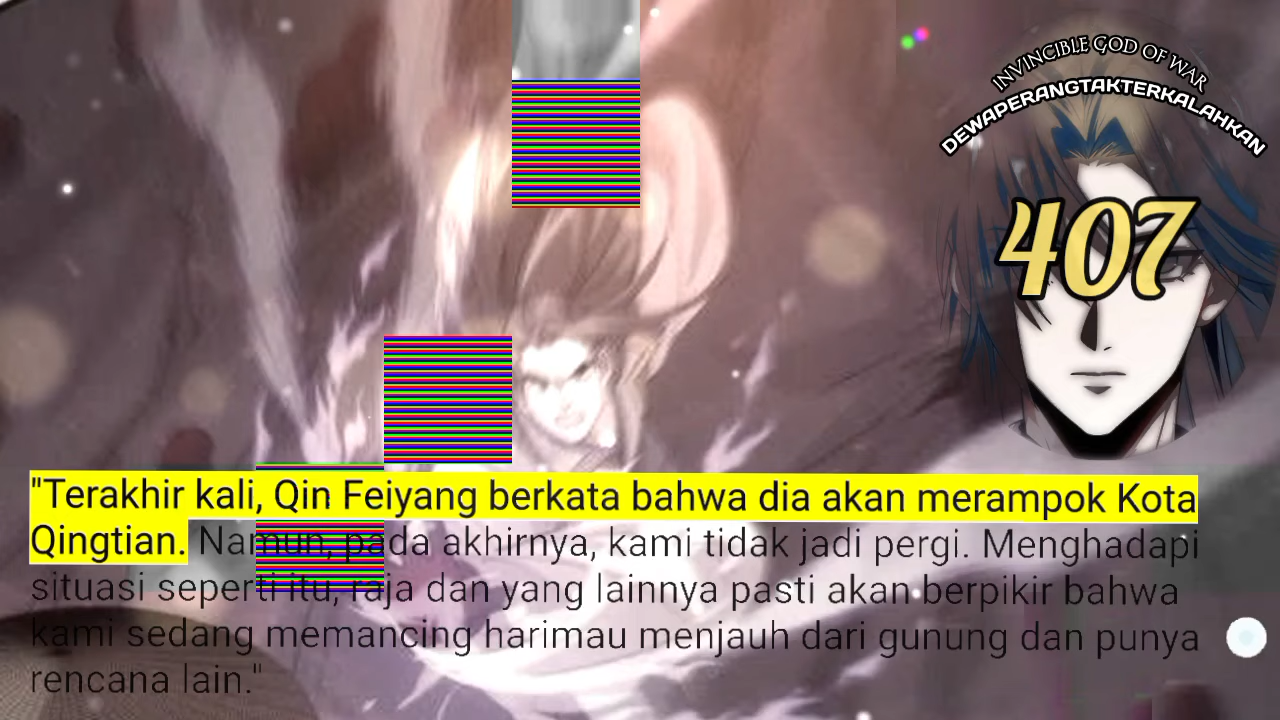 INVINCIBLE GOD OF WAR
DEWAPERANGTAKTERKALAHKAN
407
"Terakhir kali, Qin Feiyang berkata bahwa dia akan merampok Kota
Qingtian. Namun, pada akhirnya, kami tidak jadi pergi. Menghadapi
situasi seperti itu, raja dan yang lainnya pasti akan berpikir bahwa
kami sedang memancing harimau menjauh dari gunung dan punya
rencana lain."